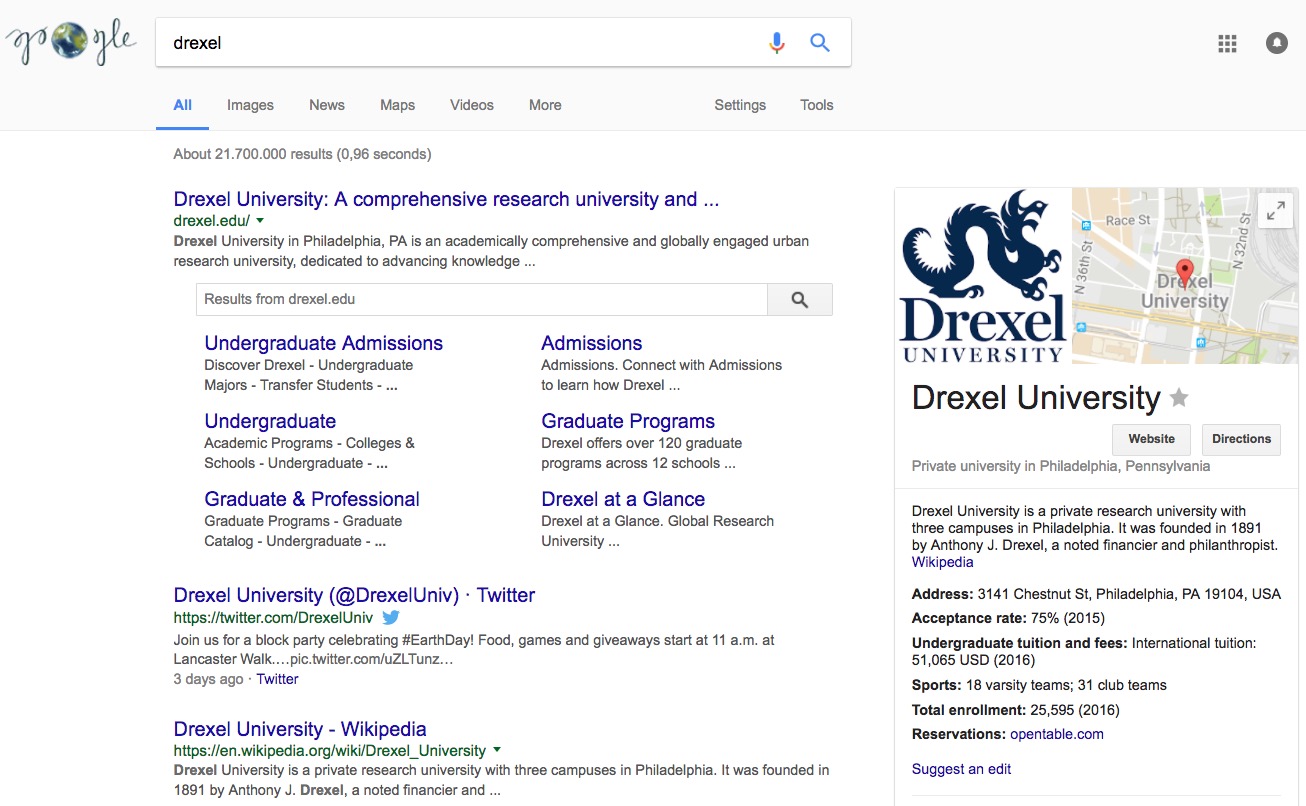 google
drexel
All Images News Maps Videos More Settings Tools
About 21.700.000 results (0,96 seconds)
Drexel University: A comprehensive research university and ...
drexel.edu/
Drexel University in Philadelphia, PA is an academically comprehensive and globally engaged urban
research university, dedicated to advancing knowledge ...
Results from drexel.edu
Undergraduate Admissions
Discover Drexel - Undergraduate
Majors - Transfer Students - ...
Admissions
Admissions. Connect with Admissions
to learn how Drexel ...
Undergraduate
Academic Programs - Colleges &
Schools - Undergraduate - ...
Graduate Programs
Drexel offers over 120 graduate
programs across 12 schools ...
Graduate & Professional
Graduate Programs - Graduate
Catalog - Undergraduate - ...
Drexel at a Glance
Drexel at a Glance. Global Research
University ...
Drexel University (@DrexelUniv) · Twitter
https://twitter.com/DrexelUniv
Join us for a block party celebrating #EarthDay! Food, games and giveaways start at 11 a.m. at
Lancaster Walk.…pic.twitter.com/uZLTunz…
3 days ago · Twitter
Drexel University - Wikipedia
https://en.wikipedia.org/wiki/Drexel_University
Drexel University is a private research university with three campuses in Philadelphia. It was founded in
1891 by Anthony J. Drexel, a noted financier and ...
Drexel
UNIVERSITY
Race St
N 36th St
N 32nd St
Drexel
University
Drexel University
Website Directions
Private university in Philadelphia, Pennsylvania
Drexel University is a private research university with
three campuses in Philadelphia. It was founded in 1891
by Anthony J. Drexel, a noted financier and philanthropist.
Wikipedia
Address: 3141 Chestnut St, Philadelphia, PA 19104, USA
Acceptance rate: 75% (2015)
Undergraduate tuition and fees: International tuition:
51,065 USD (2016)
Sports: 18 varsity teams; 31 club teams
Total enrollment: 25,595 (2016)
Reservations: opentable.com
Suggest an edit